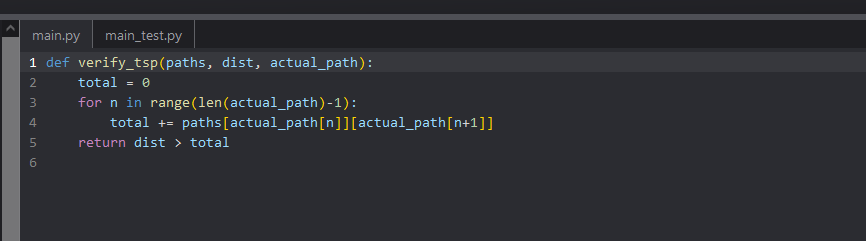 main.py main_test.py
1 def verify_tsp(paths, dist, actual_path):
2     total = 0
3     for n in range(len(actual_path)-1):
4         total += paths[actual_path[n]][actual_path[n+1]]
5     return dist > total
6